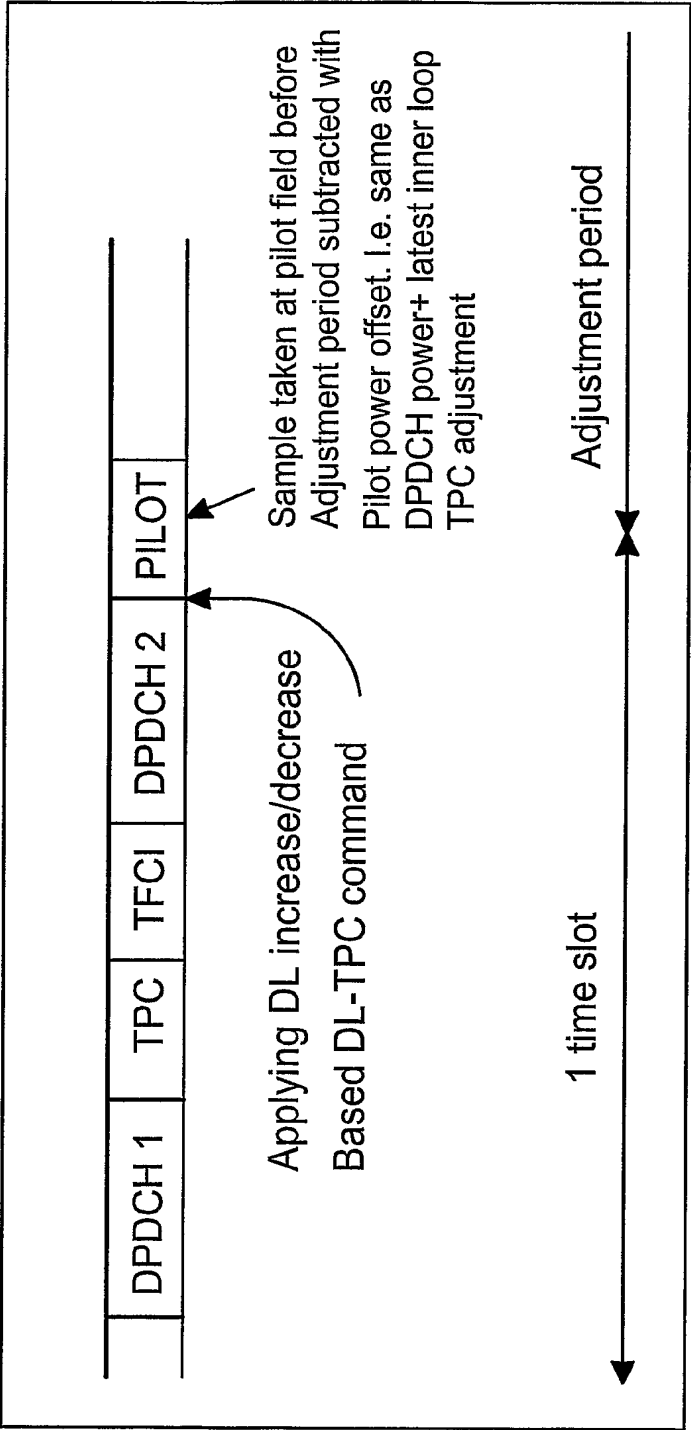 DPDCH 1 TPC TFCI DPDCH 2 PILOT
Applying DL increase/decrease
Based DL-TPC command
Sample taken at pilot field before
Adjustment period subtracted with
Pilot power offset. I.e. same as
DPDCH power+ latest inner loop
TPC adjustment
1 time slot
Adjustment period